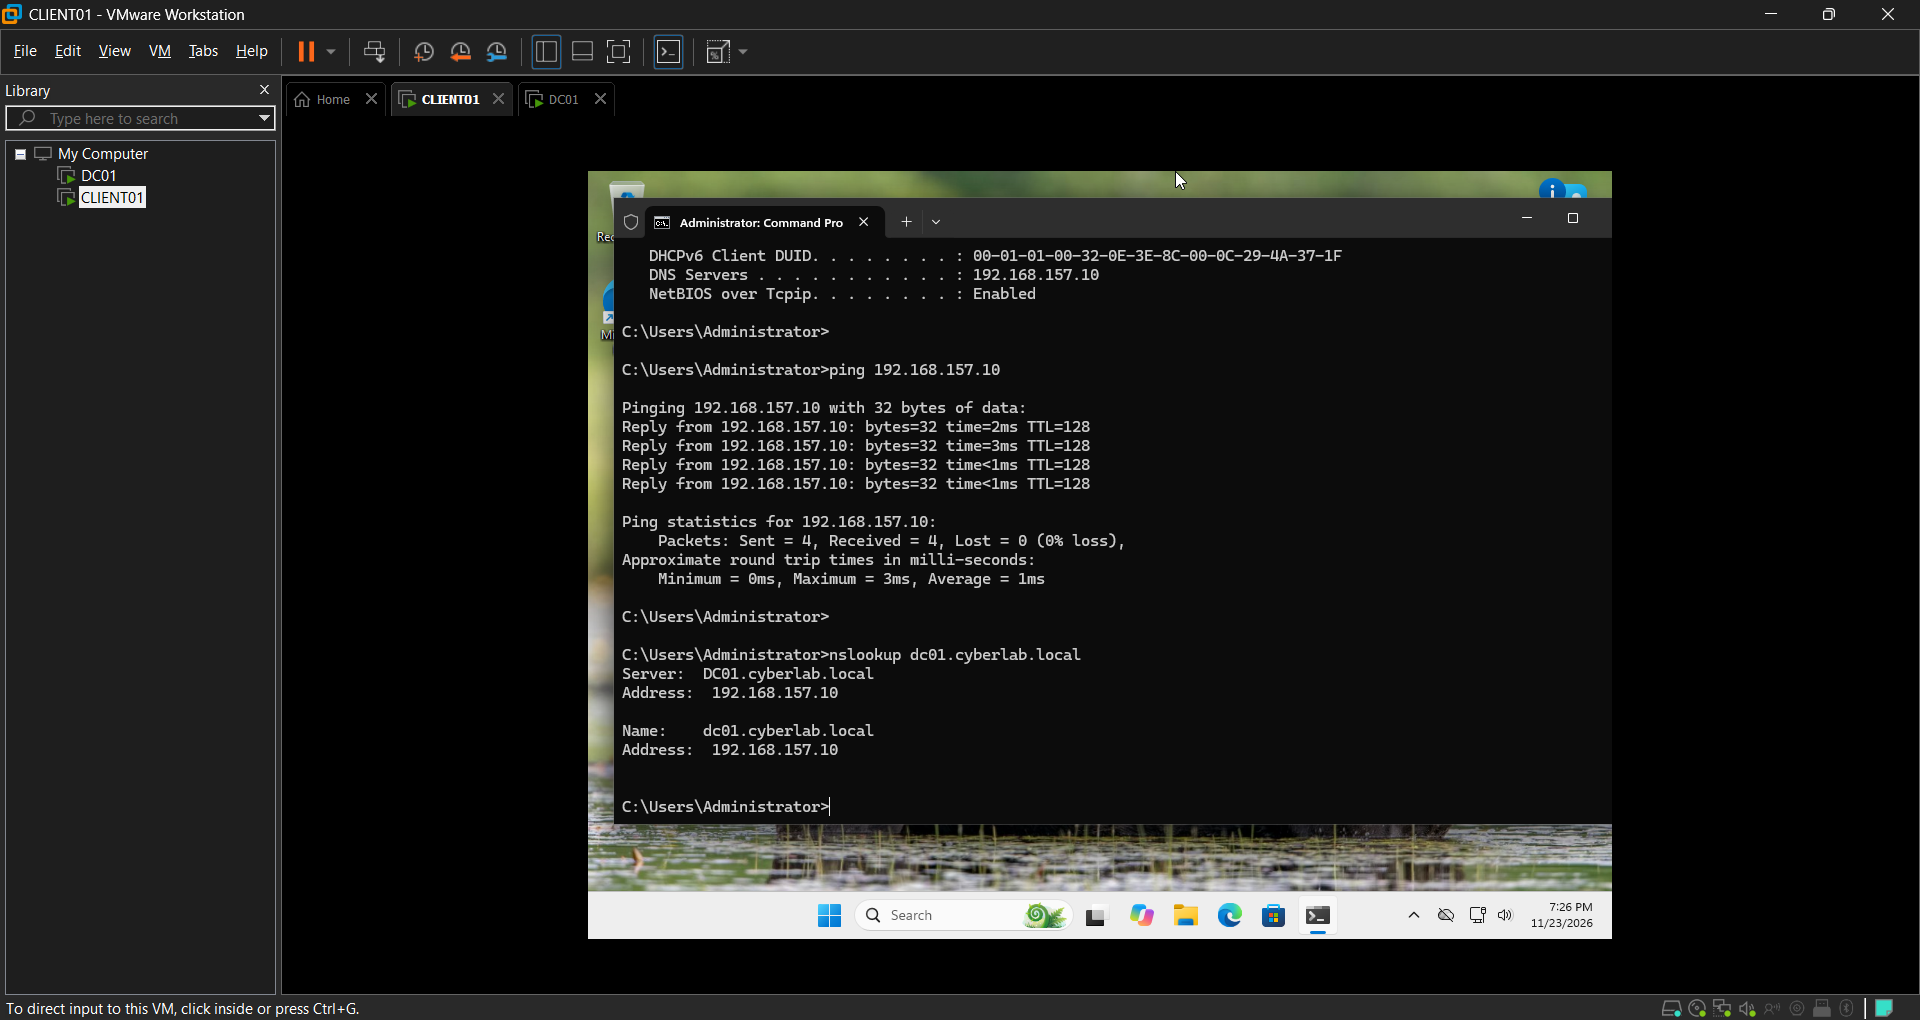 CLIENT01 - VMware Workstation
File Edit View VM Tabs Help
Library
Type here to search
My Computer
DC01
CLIENT01
Home
CLIENT01
DC01
Administrator: Command Pro
DHCPv6 Client DUID. . . . . . . . : 00-01-01-00-32-0E-3E-8C-00-0C-29-4A-37-1F
DNS Servers . . . . . . . . . . . : 192.168.157.10
NetBIOS over Tcpip. . . . . . . . : Enabled
C:\Users\Administrator>
C:\Users\Administrator>ping 192.168.157.10
Pinging 192.168.157.10 with 32 bytes of data:
Reply from 192.168.157.10: bytes=32 time=2ms TTL=128
Reply from 192.168.157.10: bytes=32 time=3ms TTL=128
Reply from 192.168.157.10: bytes=32 time<1ms TTL=128
Reply from 192.168.157.10: bytes=32 time<1ms TTL=128
Ping statistics for 192.168.157.10:
Packets: Sent = 4, Received = 4, Lost = 0 (0% loss),
Approximate round trip times in milli-seconds:
Minimum = 0ms, Maximum = 3ms, Average = 1ms
C:\Users\Administrator>
C:\Users\Administrator>nslookup dc01.cyberlab.local
Server: DC01.cyberlab.local
Address: 192.168.157.10
Name: dc01.cyberlab.local
Address: 192.168.157.10
C:\Users\Administrator>
Search
7:26 PM
11/23/2026
To direct input to this VM, click inside or press Ctrl+G.